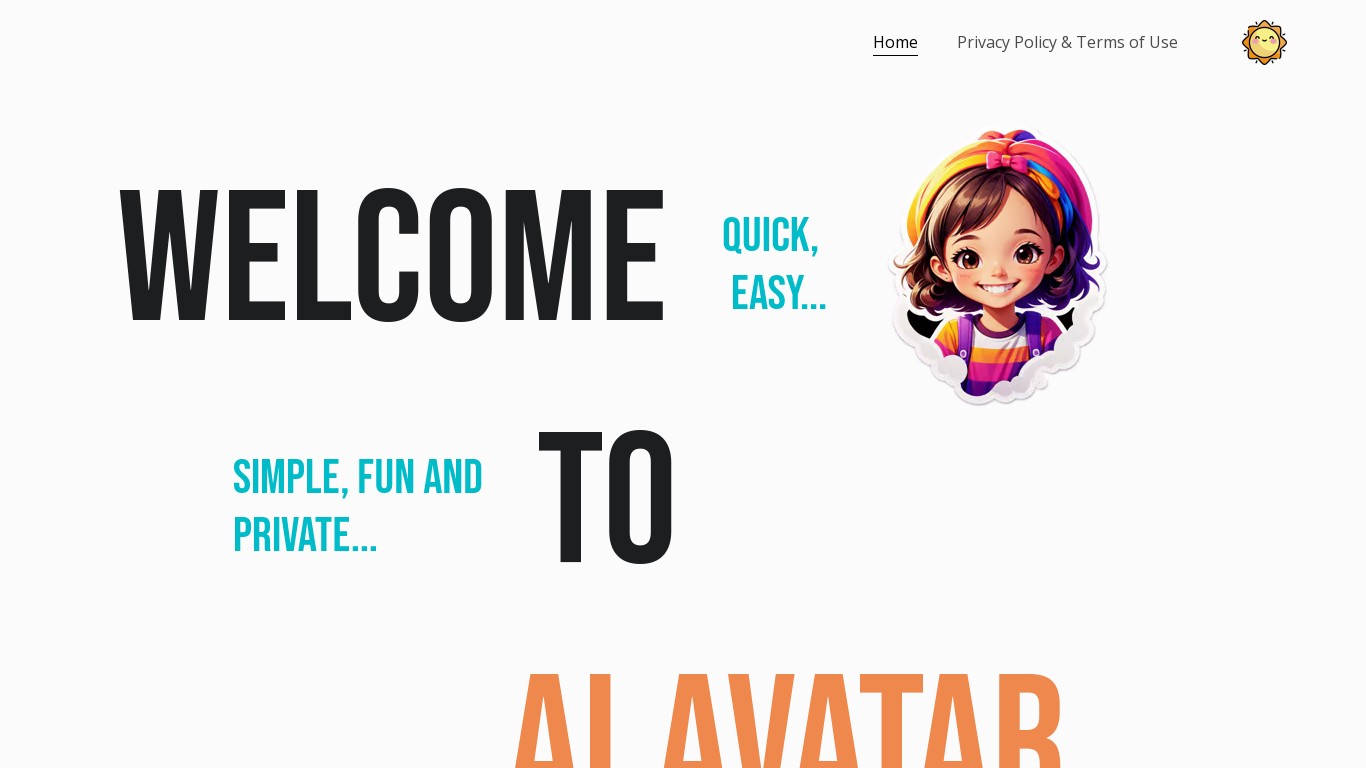 Home
Privacy Policy & Terms of Use
WELCOME
QUICK,
EASY...
SIMPLE, FUN AND
PRIVATE...
TO
AI AVATAR